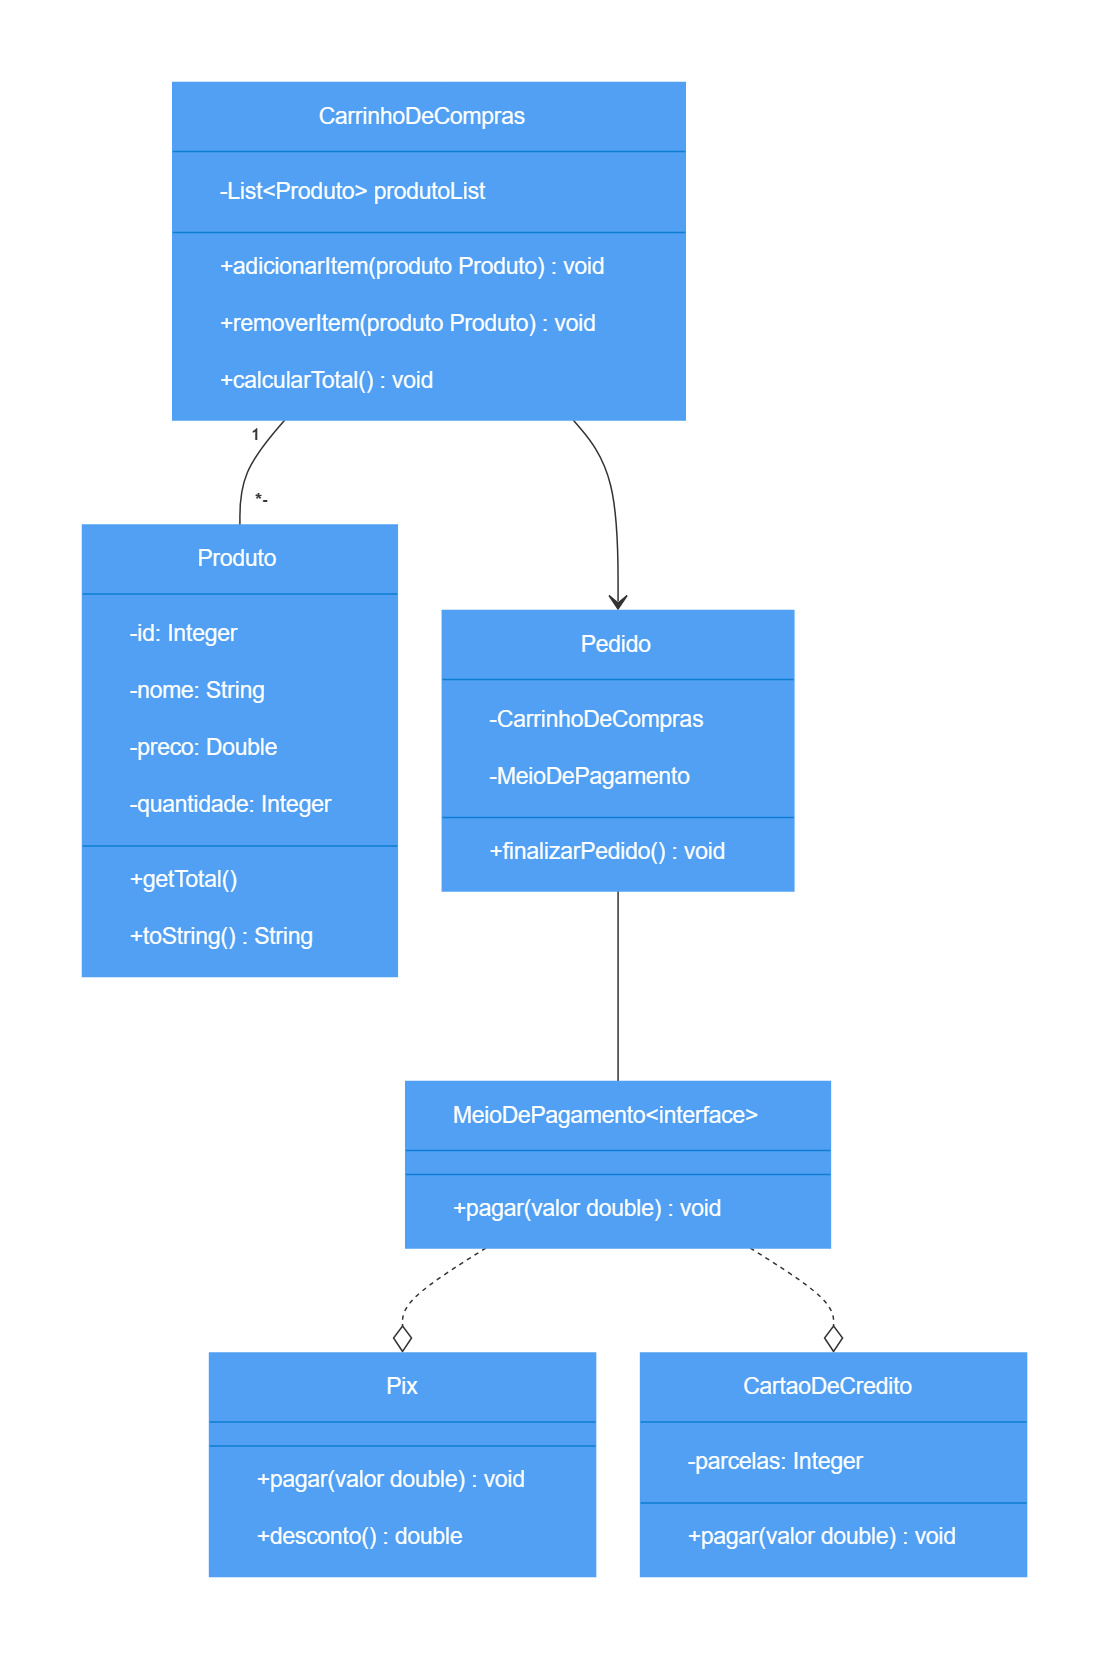 CarrinhoDeCompras
-List<Produto> produtoList
+adicionarItem(produto Produto) : void
+removerItem(produto Produto) : void
+calcularTotal() : void
1
*-
Produto
-id: Integer
-nome: String
-preco: Double
-quantidade: Integer
+getTotal()
+toString() : String
Pedido
-CarrinhoDeCompras
-MeioDePagamento
+finalizarPedido() : void
MeioDePagamento<interface>
+pagar(valor double) : void
Pix
+pagar(valor double) : void
+desconto() : double
CartaoDeCredito
-parcelas: Integer
+pagar(valor double) : void